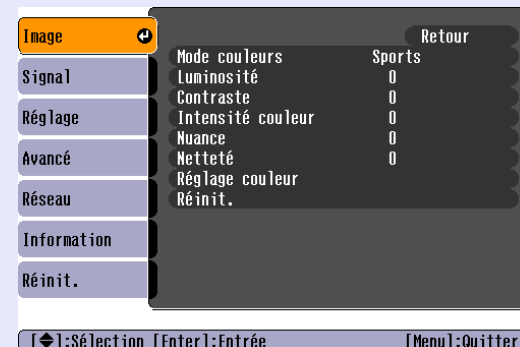 Image
Signal
Réglage
Avancé
Réseau
Information
Réinit.
Retour
Mode couleurs Sports
Luminosité 0
Contraste 0
Intensité couleur 0
Nuance 0
Netteté 0
Réglage couleur
Réinit.
[◆]:Sélection [Enter]:Entrée [Menu]:Quitter